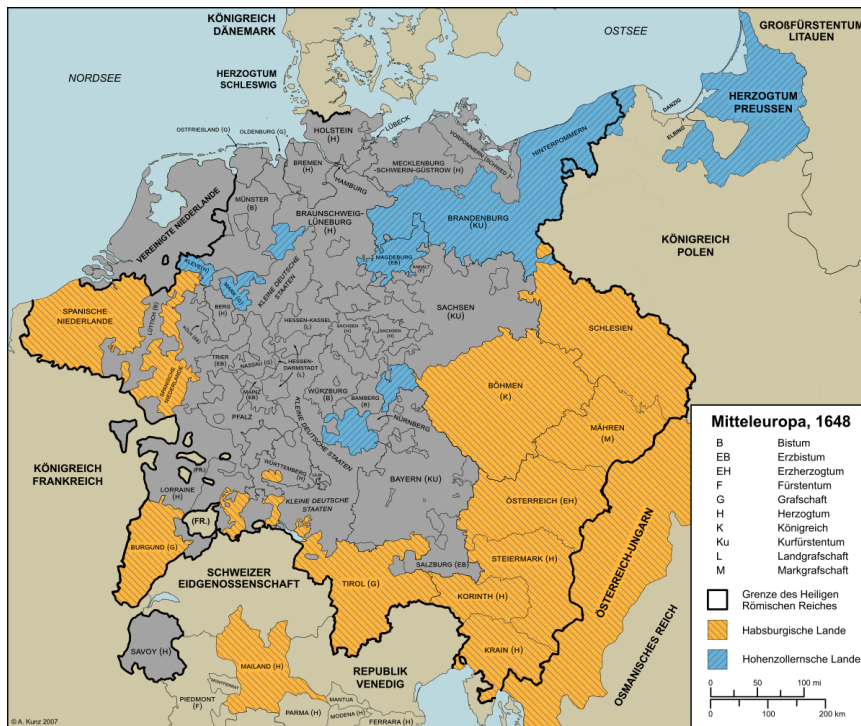 KÖNIGREICH
DÄNEMARK
OSTSEE
GROßFÜRSTENTUM
LITAUEN
NORDSEE
HERZOGTUM
SCHLESWIG
HERZOGTUM
PREUSSEN
DANZIG
ELBING
LÜBECK
HOLSTEIN
(H)
OSTFRIESLAND (G)
OLDENBURG (G)
HINTERPOMMERN
BREMEN
(H)
HAMBURG
MECKLENBURG
-SCHWERIN-GÜSTROW (H)
VEREINIGTE NIEDERLANDE
MÜNSTER
(B)
BRAUNSCHWEIG-
LÜNEBURG
(H)
BRANDENBURG
(KU)
KÖNIGREICH
POLEN
MAGDEBURG
(EB)
ANHALT
KLEVE(H)
MARK (G)
KLEINE DEUTSCHE
STAATEN
SPANISCHE
NIEDERLANDE
LÜTTICH (B)
BERG
(H)
KÖLN (EB)
HESSEN-KASSEL
(L)
SACHSEN
(H)
SACHSEN
(H)
SACHSEN
(KU)
SCHLESIEN
TRIER
(EB)
NASSAU (G)
HESSEN-
DARMSTADT
(L)
SPANISCHE
NIEDERLANDE
MAINZ
(EB)
WÜRZBURG
(B)
BAMBERG
(B)
BÖHMEN
(K)
PFALZ
NÜRNBERG
MÄHREN
(M)
KLEINE DEUTSCHE STAATEN
KÖNIGREICH
FRANKREICH
LORRAINE
(H)
(FR.)
WÜRTTEMBERG
(H)
BAYERN (KU)
KLEINE DEUTSCHE
STAATEN
ÖSTERREICH (EH)
(FR.)
BURGUND (G)
SCHWEIZER
EIDGENOSSENSCHAFT
SALZBURG (EB)
STEIERMARK (H)
TIROL (G)
KORINTH (H)
ÖSTERREICH-UNGARN
KRAIN (H)
OSMANISCHES REICH
SAVOY (H)
MAILAND (H)
REPUBLIK
VENEDIG
MONTFERRAT
PIEDMONT
(F)
MANTUA
PARMA (H)
MODENA (H)
FERRARA (H)
© A. Kunz 2007
Mitteleuropa, 1648
B Bistum
EB Erzbistum
EH Erzherzogtum
F Fürstentum
G Grafschaft
H Herzogtum
K Königreich
Ku Kurfürstentum
L Landgrafschaft
M Markgrafschaft
Grenze des Heiligen
Römischen Reiches
Habsburgische Lande
Hohenzollernsche Lande
0 50 100 mi
0 100 200 km